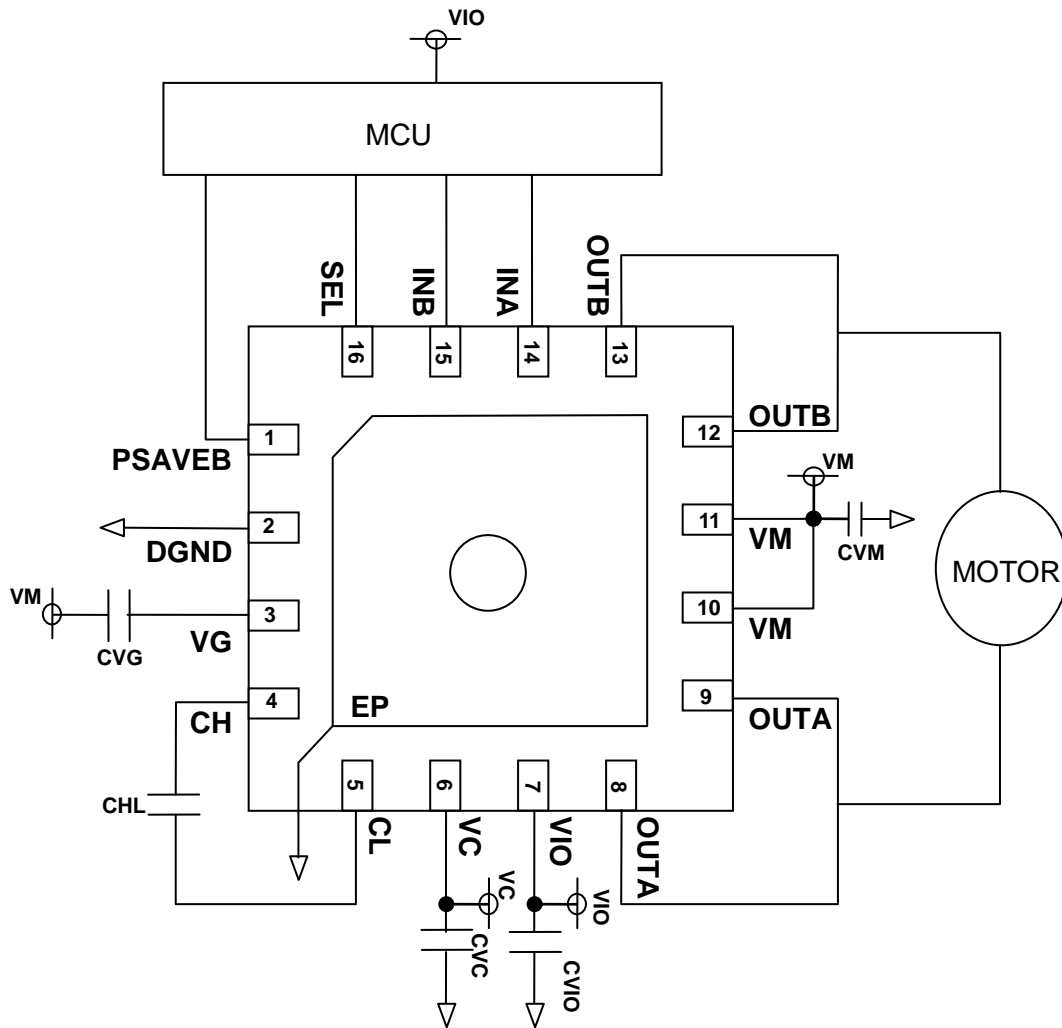 VIO
MCU
SEL
INB
INA
OUTB
16
15
14
13
1
PSAVEB
2
DGND
VM
CVG
3
VG
4
CH
CHL
EP
12
OUTB
VM
11
VM
CVM
10
VM
9
OUTA
MOTOR
5
6
7
8
CL
VC
VIO
OUTA
VC
VIO
CVC
CVIO